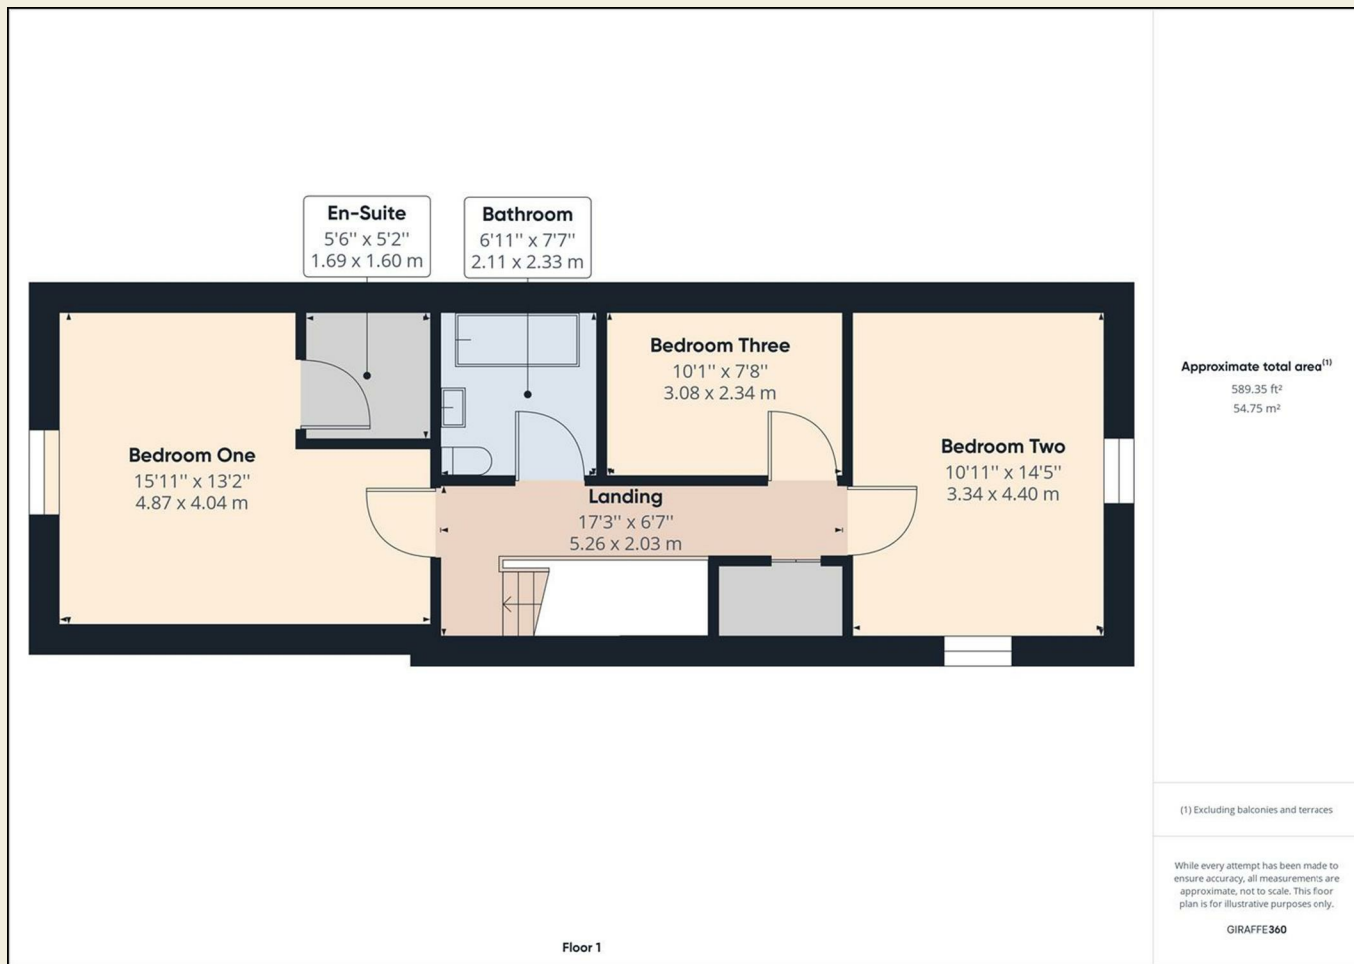 En-Suite
5'6'' x 5'2''
1.69 x 1.60 m
Bathroom
6'11'' x 7'7''
2.11 x 2.33 m
Bedroom Three
10'1'' x 7'8''
3.08 x 2.34 m
Bedroom One
15'11'' x 13'2''
4.87 x 4.04 m
Bedroom Two
10'11'' x 14'5''
3.34 x 4.40 m
Landing
17'3'' x 6'7''
5.26 x 2.03 m
Floor 1
Approximate total area(1)
589.35 ft²
54.75 m²
(1) Excluding balconies and terraces
While every attempt has been made to
ensure accuracy, all measurements are
approximate, not to scale. This floor
plan is for illustrative purposes only.
GIRAFFE360